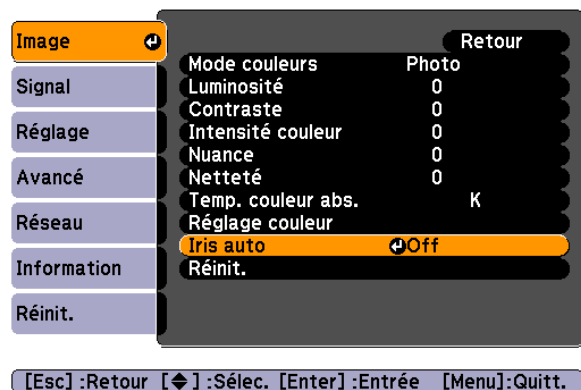 Image
Signal
Réglage
Avancé
Réseau
Information
Réinit.
Retour
Mode couleurs Photo
Luminosité 0
Contraste 0
Intensité couleur 0
Nuance 0
Netteté 0
Temp. couleur abs. K
Réglage couleur
Iris auto Off
Réinit.
[Esc] :Retour [ ] :Sélec. [Enter] :Entrée [Menu]:Quitt.